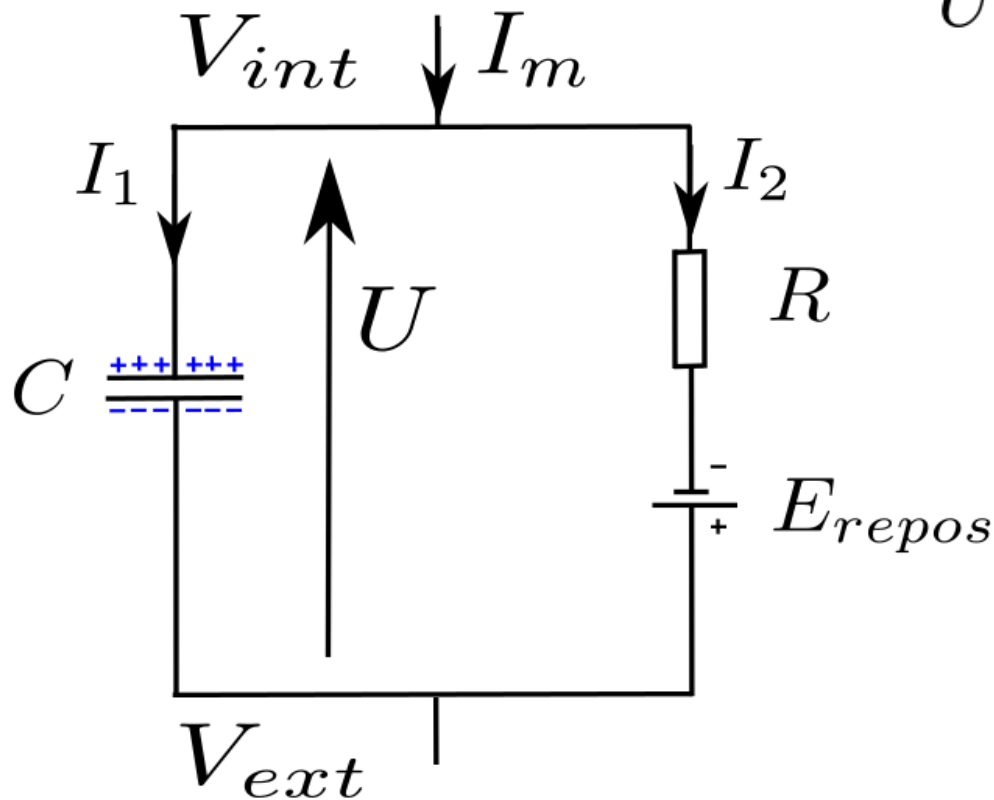 U
V_int I_m
I_1 I_2
U R
+++ +++
C
--- ---
-
E_repos
+
V_ext